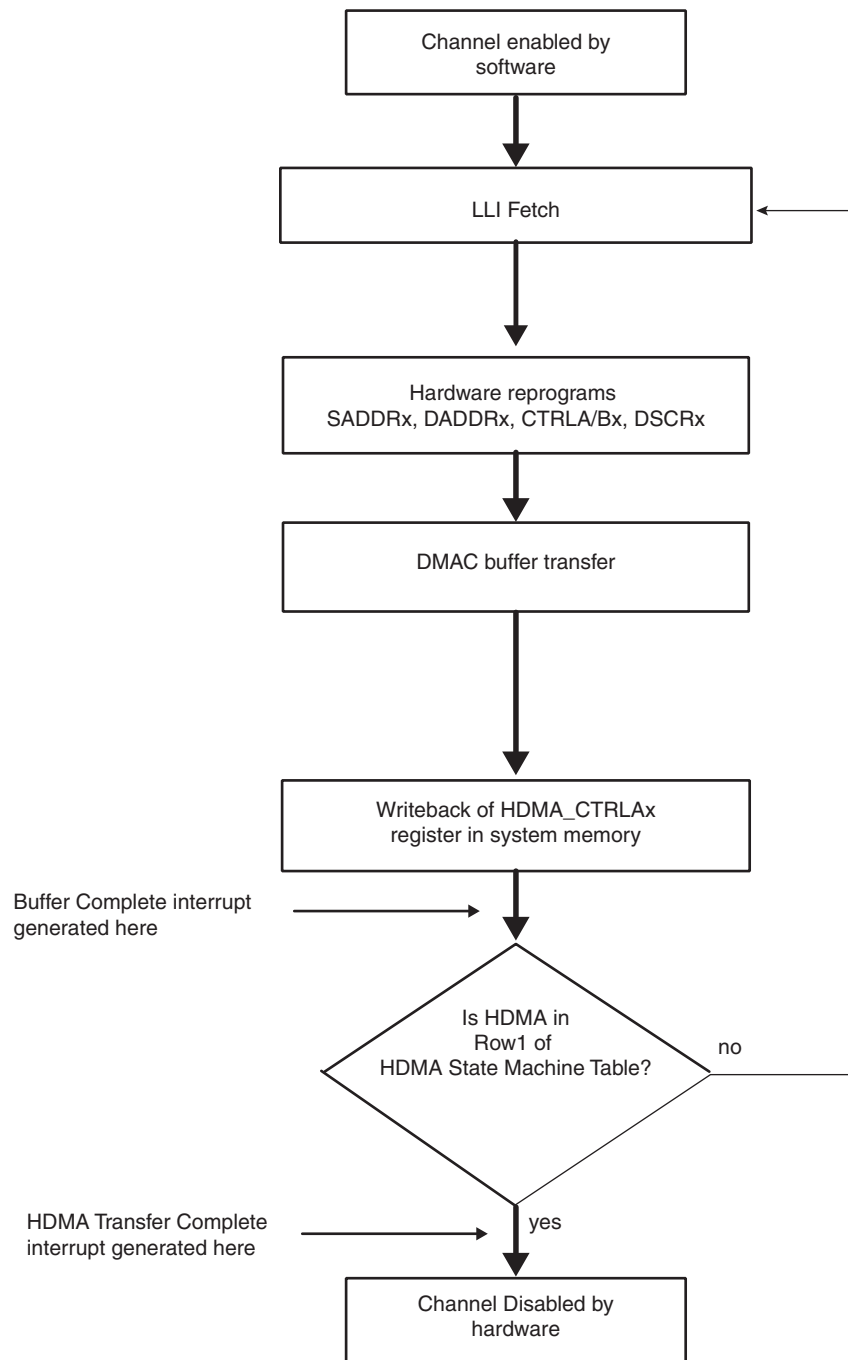 Channel enabled by
software
LLI Fetch
Hardware reprograms
SADDRx, DADDRx, CTRLA/Bx, DSCRx
DMAC buffer transfer
Writeback of HDMA_CTRLAx
register in system memory
Buffer Complete interrupt
generated here
Is HDMA in
Row1 of
HDMA State Machine Table?
no
HDMA Transfer Complete
interrupt generated here
yes
Channel Disabled by
hardware